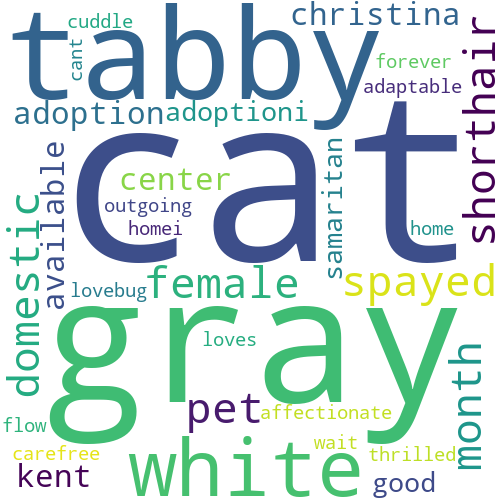 cuddle
christina
tabby
cant
forever
adaptable
adoption
adoptioni
shorthair
cat
available
center
samaritan
outgoing
homei
home
domestic
female
spayed
lovebug
gray
loves
month
pet
affectionate
flow
white
wait
thrilled
carefree
kent
good